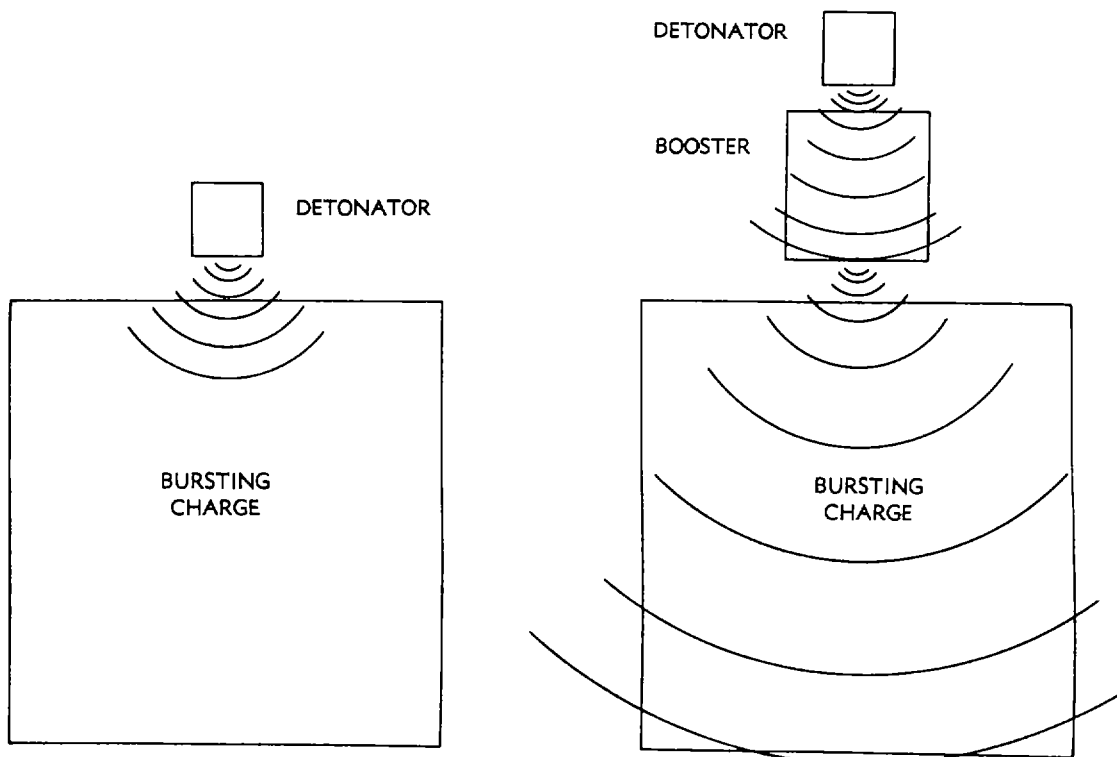 DETONATOR
BURSTING
CHARGE
DETONATOR
BOOSTER
BURSTING
CHARGE